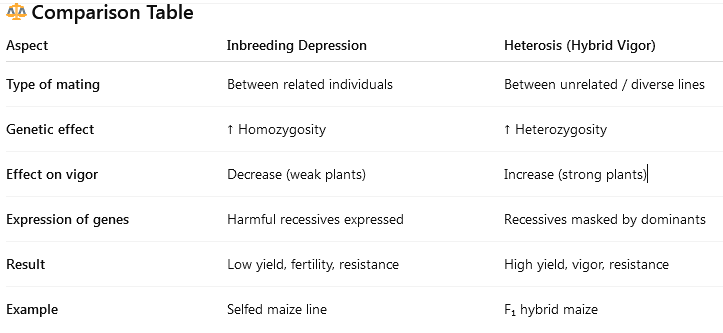 ⚖️ Comparison Table
Aspect Inbreeding Depression Heterosis (Hybrid Vigor)
Type of mating Between related individuals Between unrelated / diverse lines
Genetic effect ↑ Homozygosity ↑ Heterozygosity
Effect on vigor Decrease (weak plants) Increase (strong plants)
Expression of genes Harmful recessives expressed Recessives masked by dominants
Result Low yield, fertility, resistance High yield, vigor, resistance
Example Selfed maize line F₁ hybrid maize